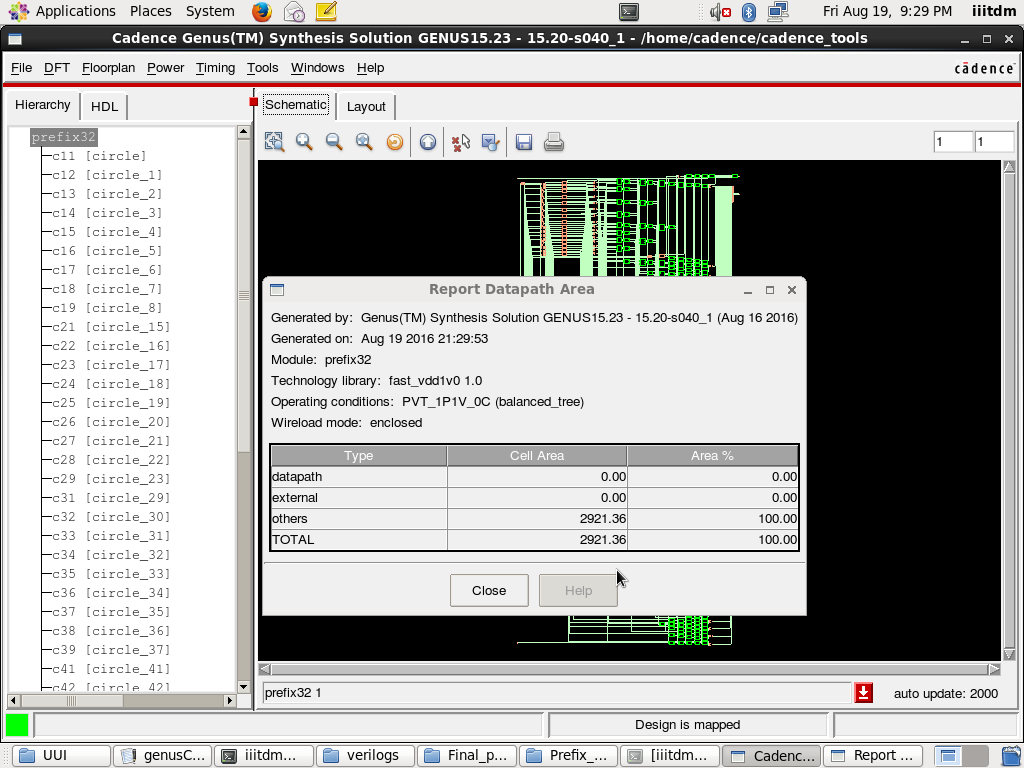 Applications Places System Fri Aug 19, 9:29 PM iiitdm
Cadence Genus(TM) Synthesis Solution GENUS15.23 - 15.20-s040_1 - /home/cadence/cadence_tools
File DFT Floorplan Power Timing Tools Windows Help cādence
Hierarchy HDL Schematic Layout
1 1
prefix32
c11 [circle]
c12 [circle_1]
c13 [circle_2]
c14 [circle_3]
c15 [circle_4]
c16 [circle_5]
c17 [circle_6]
c18 [circle_7]
c19 [circle_8]
c21 [circle_15]
c22 [circle_16]
c23 [circle_17]
c24 [circle_18]
c25 [circle_19]
c26 [circle_20]
c27 [circle_21]
c28 [circle_22]
c29 [circle_23]
c31 [circle_29]
c32 [circle_30]
c33 [circle_31]
c34 [circle_32]
c35 [circle_33]
c36 [circle_34]
c37 [circle_35]
c38 [circle_36]
c39 [circle_37]
c41 [circle_41]
c42 [circle_42]
Report Datapath Area
Generated by: Genus(TM) Synthesis Solution GENUS15.23 - 15.20-s040_1 (Aug 16 2016)
Generated on: Aug 19 2016 21:29:53
Module: prefix32
Technology library: fast_vdd1v0 1.0
Operating conditions: PVT_1P1V_0C (balanced_tree)
Wireload mode: enclosed
Type Cell Area Area %
datapath 0.00 0.00
external 0.00 0.00
others 2921.36 100.00
TOTAL 2921.36 100.00
Close Help
prefix32 1 auto update: 2000
Design is mapped
UUI genusC... iiitdm... verilogs Final_p... Prefix_... [iiitdm... Cadenc... Report ...